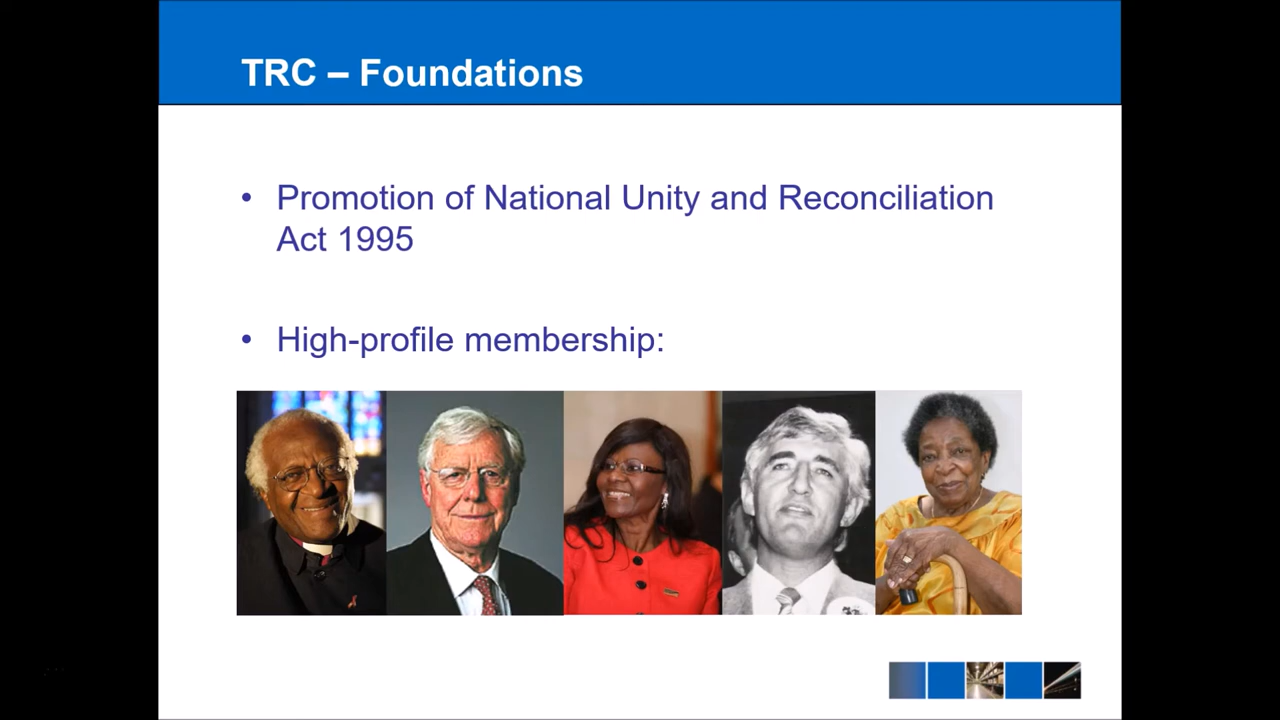 TRC – Foundations
• Promotion of National Unity and Reconciliation
Act 1995
• High-profile membership: